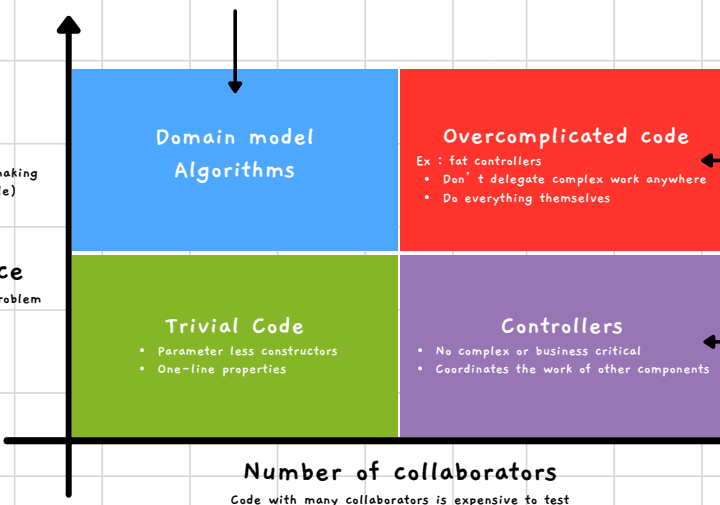 Domain model
Algorithms
Overcomplicated code
Ex : fat controllers
• Don't delegate complex work anywhere
• Do everything themselves
Trivial Code
• Parameter less constructors
• One-line properties
Controllers
• No complex or business critical
• Coordinates the work of other components
Number of collaborators
Code with many collaborators is expensive to test